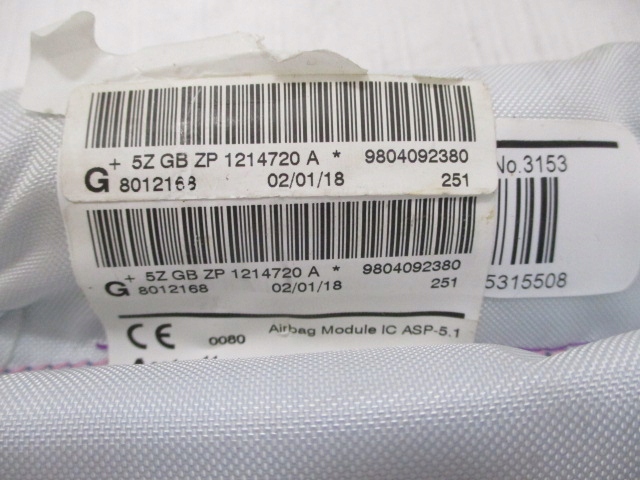 + 5Z GB ZP 1214720 A * 9804092380
G 8012168 02/01/18 251
No.3153
+ 5Z GB ZP 1214720 A * 9804092380
G 8012168 02/01/18 251
5315508
CE 0080 Airbag Module IC ASP-5.1